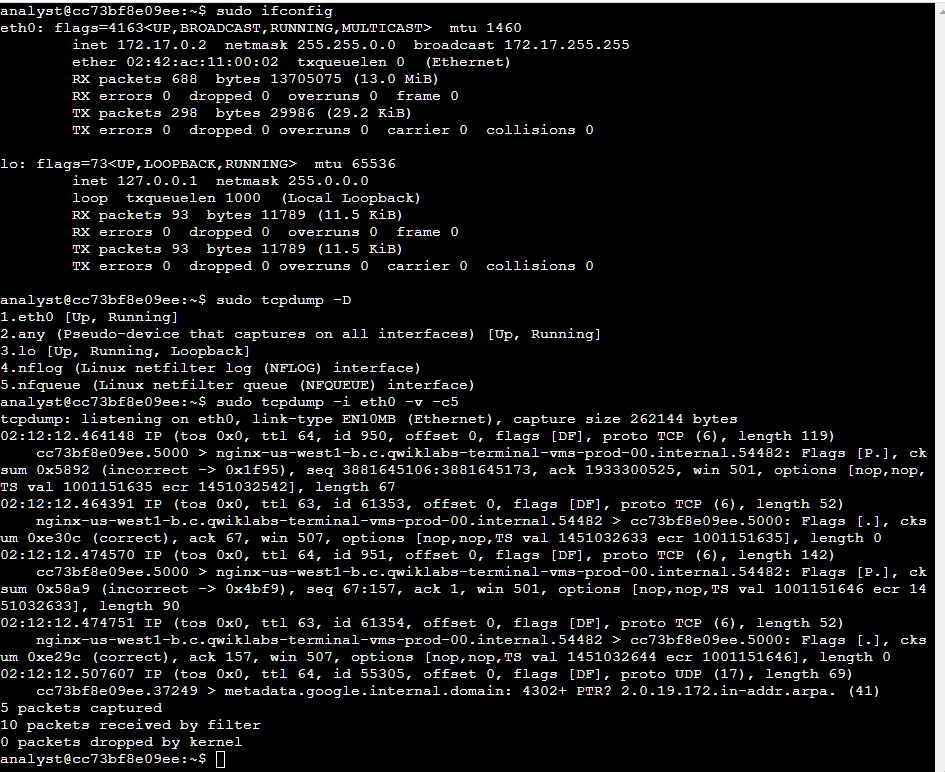 analyst@cc73bf8e09ee:~$ sudo ifconfig
eth0: flags=4163<UP,BROADCAST,RUNNING,MULTICAST>  mtu 1460
        inet 172.17.0.2  netmask 255.255.0.0  broadcast 172.17.255.255
        ether 02:42:ac:11:00:02  txqueuelen 0  (Ethernet)
        RX packets 688  bytes 13705075 (13.0 MiB)
        RX errors 0  dropped 0  overruns 0  frame 0
        TX packets 298  bytes 29986 (29.2 KiB)
        TX errors 0  dropped 0 overruns 0  carrier 0  collisions 0

lo: flags=73<UP,LOOPBACK,RUNNING>  mtu 65536
        inet 127.0.0.1  netmask 255.0.0.0
        loop  txqueuelen 1000  (Local Loopback)
        RX packets 93  bytes 11789 (11.5 KiB)
        RX errors 0  dropped 0  overruns 0  frame 0
        TX packets 93  bytes 11789 (11.5 KiB)
        TX errors 0  dropped 0 overruns 0  carrier 0  collisions 0

analyst@cc73bf8e09ee:~$ sudo tcpdump -D
1.eth0 [Up, Running]
2.any (Pseudo-device that captures on all interfaces) [Up, Running]
3.lo [Up, Running, Loopback]
4.nflog (Linux netfilter log (NFLOG) interface)
5.nfqueue (Linux netfilter queue (NFQUEUE) interface)
analyst@cc73bf8e09ee:~$ sudo tcpdump -i eth0 -v -c5
tcpdump: listening on eth0, link-type EN10MB (Ethernet), capture size 262144 bytes
02:12:12.464148 IP (tos 0x0, ttl 64, id 950, offset 0, flags [DF], proto TCP (6), length 119)
    cc73bf8e09ee.5000 > nginx-us-west1-b.c.qwiklabs-terminal-vms-prod-00.internal.54482: Flags [P.], ck
sum 0x5892 (incorrect -> 0x1f95), seq 3881645106:3881645173, ack 1933300525, win 501, options [nop,nop,
TS val 1001151635 ecr 1451032542], length 67
02:12:12.464391 IP (tos 0x0, ttl 63, id 61353, offset 0, flags [DF], proto TCP (6), length 52)
    nginx-us-west1-b.c.qwiklabs-terminal-vms-prod-00.internal.54482 > cc73bf8e09ee.5000: Flags [.], cks
um 0xe30c (correct), ack 67, win 507, options [nop,nop,TS val 1451032633 ecr 1001151635], length 0
02:12:12.474570 IP (tos 0x0, ttl 64, id 951, offset 0, flags [DF], proto TCP (6), length 142)
    cc73bf8e09ee.5000 > nginx-us-west1-b.c.qwiklabs-terminal-vms-prod-00.internal.54482: Flags [P.], ck
sum 0x58a9 (incorrect -> 0x4bf9), seq 67:157, ack 1, win 501, options [nop,nop,TS val 1001151646 ecr 14
51032633], length 90
02:12:12.474751 IP (tos 0x0, ttl 63, id 61354, offset 0, flags [DF], proto TCP (6), length 52)
    nginx-us-west1-b.c.qwiklabs-terminal-vms-prod-00.internal.54482 > cc73bf8e09ee.5000: Flags [.], cks
um 0xe29c (correct), ack 157, win 507, options [nop,nop,TS val 1451032644 ecr 1001151646], length 0
02:12:12.507607 IP (tos 0x0, ttl 64, id 55305, offset 0, flags [DF], proto UDP (17), length 69)
    cc73bf8e09ee.37249 > metadata.google.internal.domain: 4302+ PTR? 2.0.19.172.in-addr.arpa. (41)
5 packets captured
10 packets received by filter
0 packets dropped by kernel
analyst@cc73bf8e09ee:~$